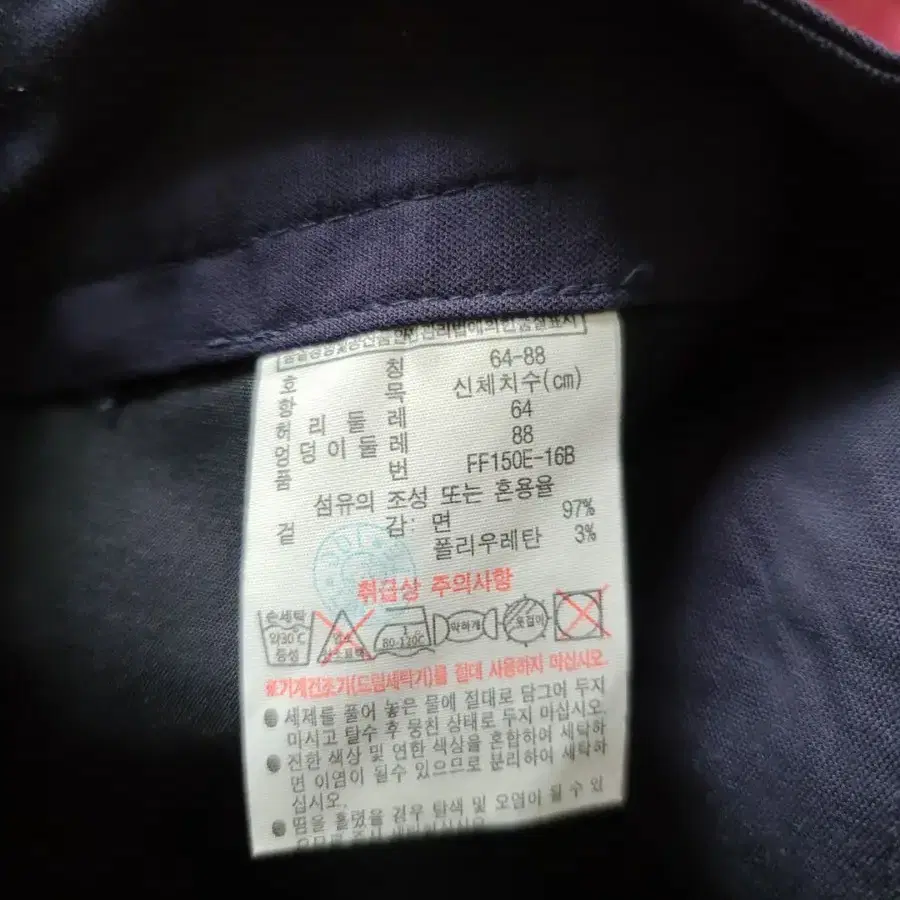 호 칭 64-88
항 목 신체치수(cm)
허 리 둘 레 64
엉 덩 이 둘 레 88
품 번 FF150E-16B
섬유의 조성 또는 혼용율
겉 감: 면 97%
폴리우레탄 3%
취급상 주의사항
손세탁
약30℃
중성
80-120℃
약하게
옷걸이
※기계건조기(드럼세탁기)를 절대 사용하지 마십시오.
● 세제를 풀어 놓은 물에 절대로 담그어 두지
마시고 탈수 후 뭉친 상태로 두지 마십시오.
● 진한 색상 및 연한 색상을 혼합하여 세탁하
면 이염이 될수 있으므로 분리하여 세탁하
십시오.
● 땀을 흘렸을 경우 탈색 및 오염이 될 수 있